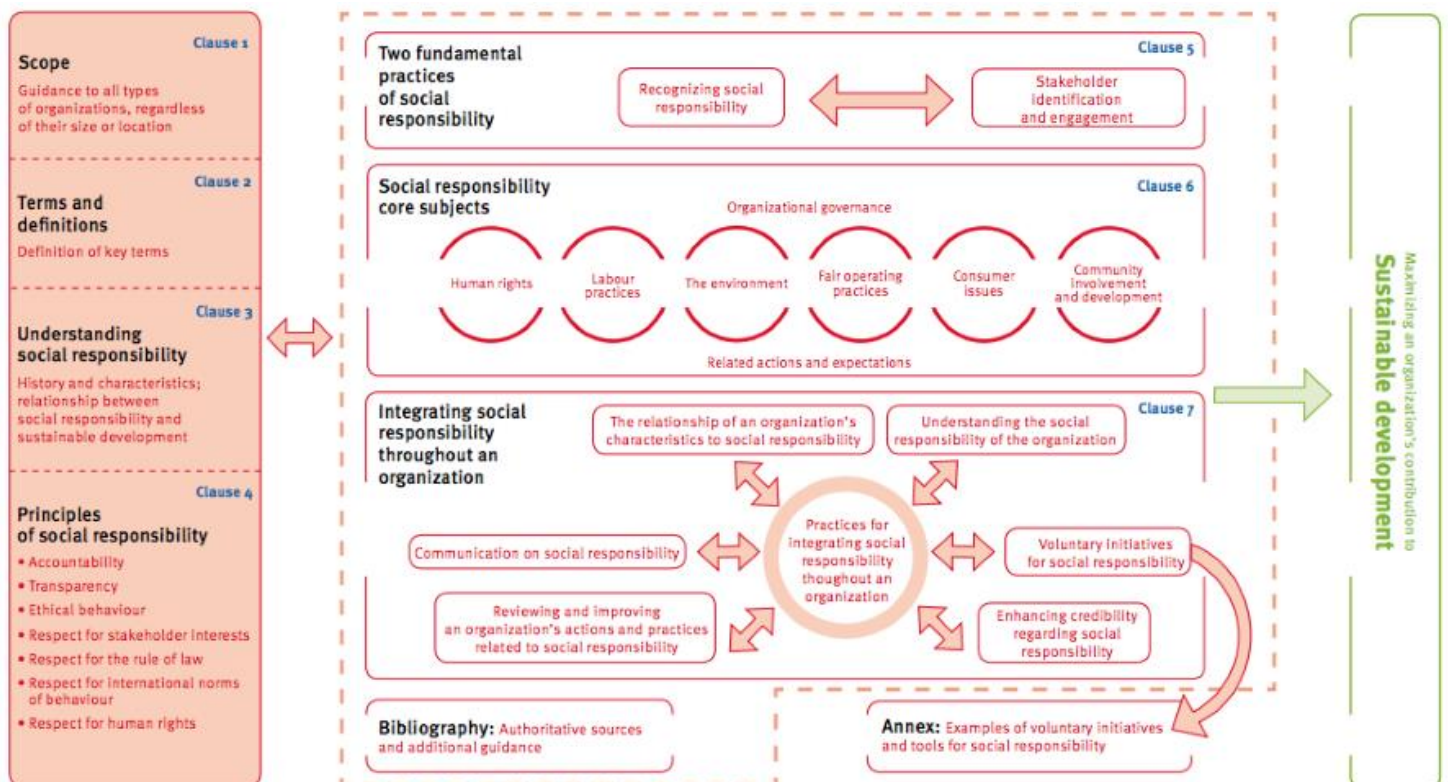 Clause 1
Scope
Guidance to all types
of organizations, regardless
of their size or location
Clause 2
Terms and
definitions
Definition of key terms
Clause 3
Understanding
social responsibility
History and characteristics;
relationship between
social responsibility and
sustainable development
Clause 4
Principles
of social responsibility
• Accountability
• Transparency
• Ethical behaviour
• Respect for stakeholder interests
• Respect for the rule of law
• Respect for international norms
of behaviour
• Respect for human rights
Two fundamental
practices
of social
responsibility
Clause 5
Recognizing social
responsibility
Stakeholder
identification
and engagement
Social responsibility
core subjects
Clause 6
Organizational governance
Human rights
Labour
practices
The environment
Fair operating
practices
Consumer
issues
Community
involvement
and development
Related actions and expectations
Integrating social
responsibility
throughout an
organization
Clause 7
The relationship of an organization's
characteristics to social responsibility
Understanding the social
responsibility of the organization
Practices for
integrating social
responsibility
thoughout an
organization
Communication on social responsibility
Voluntary initiatives
for social responsibility
Reviewing and improving
an organization's actions and practices
related to social responsibility
Enhancing credibility
regarding social
responsibility
Bibliography: Authoritative sources
and additional guidance
Annex: Examples of voluntary initiatives
and tools for social responsibility
Maximizing an organization's contribution to
Sustainable development